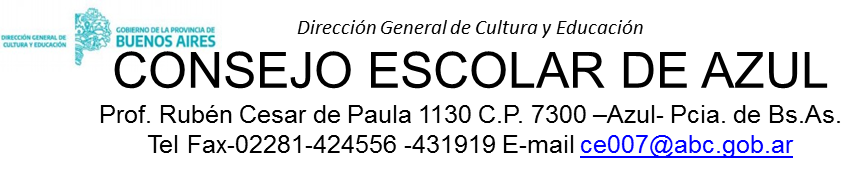 DIRECCIÓN GENERAL DE
CULTURA Y EDUCACIÓN
GOBIERNO DE LA PROVINCIA DE
BUENOS AIRES
Dirección General de Cultura y Educación
CONSEJO ESCOLAR DE AZUL
Prof. Rubén Cesar de Paula 1130 C.P. 7300 –Azul- Pcia. de Bs.As.
Tel Fax-02281-424556 -431919 E-mail ce007@abc.gob.ar